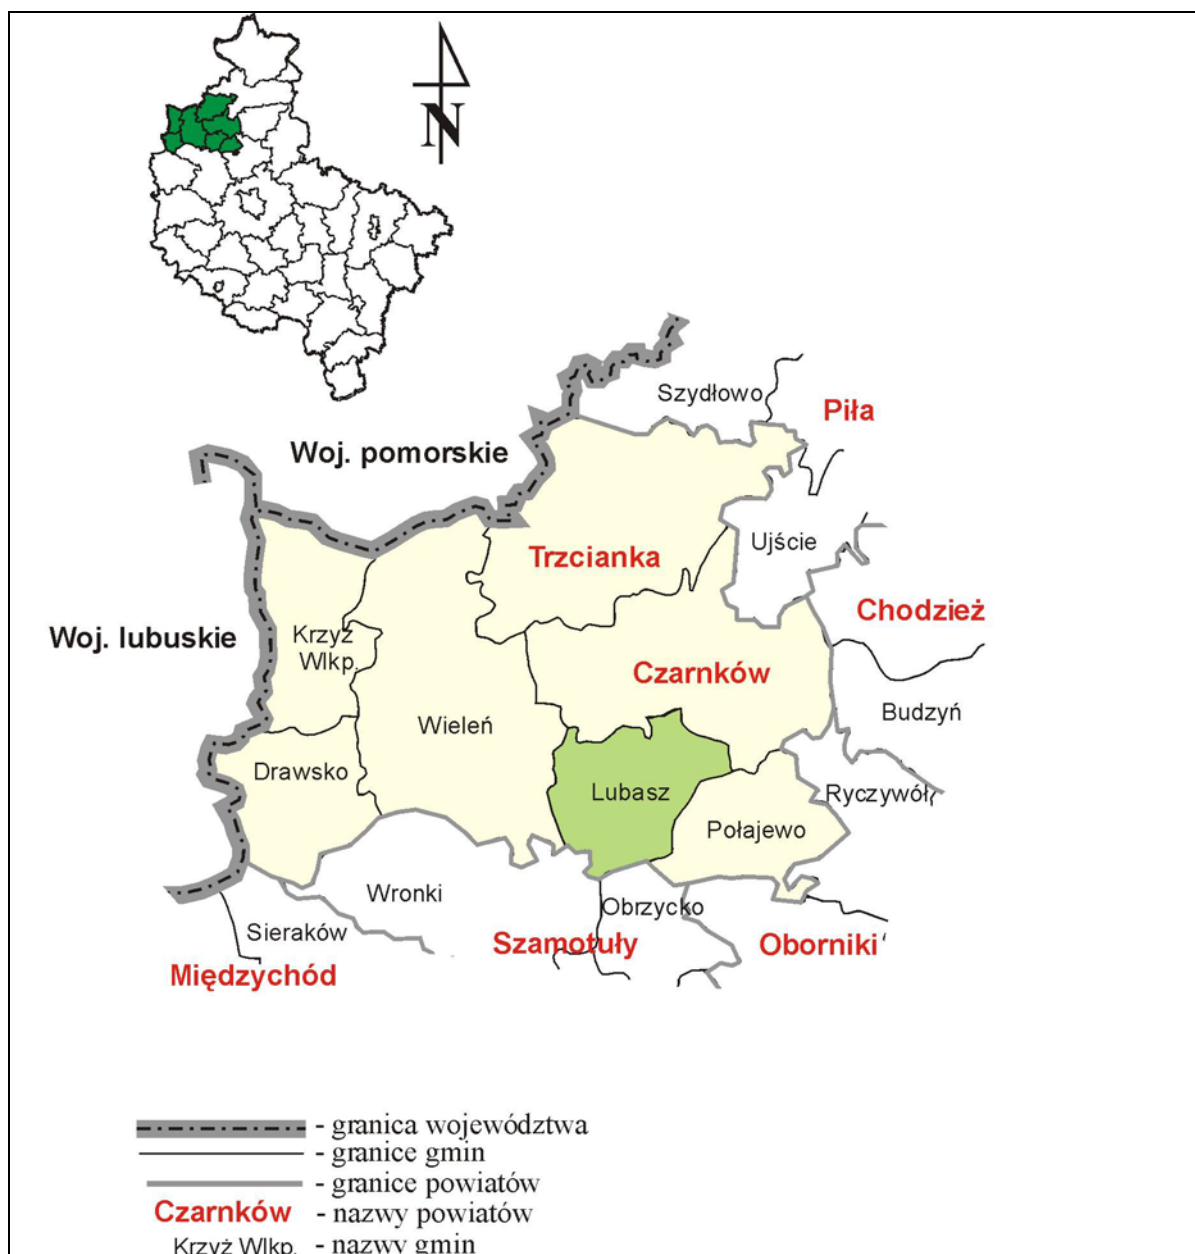 N
Szydłowo
Piła
Woj. pomorskie
Ujście
Trzcianka
Chodzież
Woj. lubuskie
Krzyż
Wlkp.
Czarnków
Wieleń
Budzyń
Drawsko
Lubasz
Ryczywół
Połajewo
Wronki
Obrzycko
Sieraków
Szamotuły
Oborniki
Międzychód
- granica województwa
- granice gmin
- granice powiatów
Czarnków - nazwy powiatów
Krzyż Wlkp. - nazwy gmin